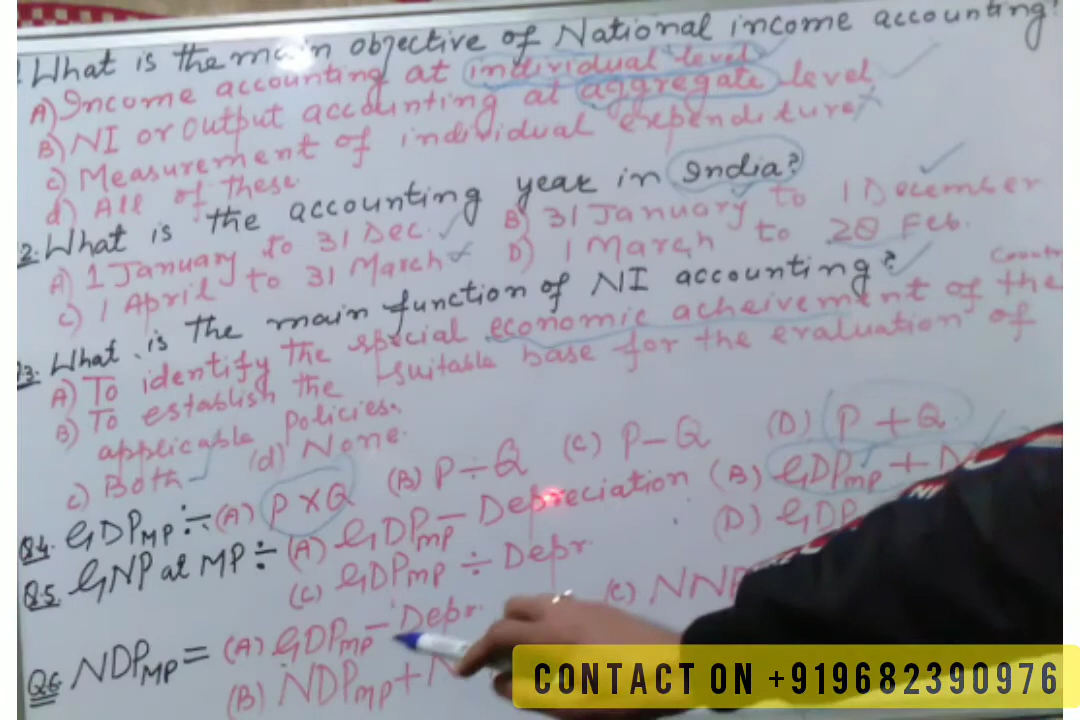 What is the main objective of National income accounting?
A) Income accounting at individual level
B) NI or Output accounting at aggregate level
c) Measurement of individual expenditure
d) All of these
2. What is the accounting year in India?
A) 1 January to 31 Dec. B) 31 January to 1 December
c) 1 April to 31 March D) 1 March to 28 Feb.
3. What is the main function of NI accounting?
A) To identify the special economic acheivement of the Country
B) To establish the suitable base for the evaluation of
applicable policies.
c) Both (d) None.
Q4. GDPMP ÷ (A) P×Q (B) P÷Q (C) P-Q (D) P+Q
Q5 GNP at MP ÷ (A) GDPMP - Depreciation (B) GDPMP + N
(c) GDPMP ÷ Depr. (D) GDP
Q6 NDPMP = (A) GDPMP - Depr. (c) NNP
(B) NDPMP + N
CONTACT ON +919682390976